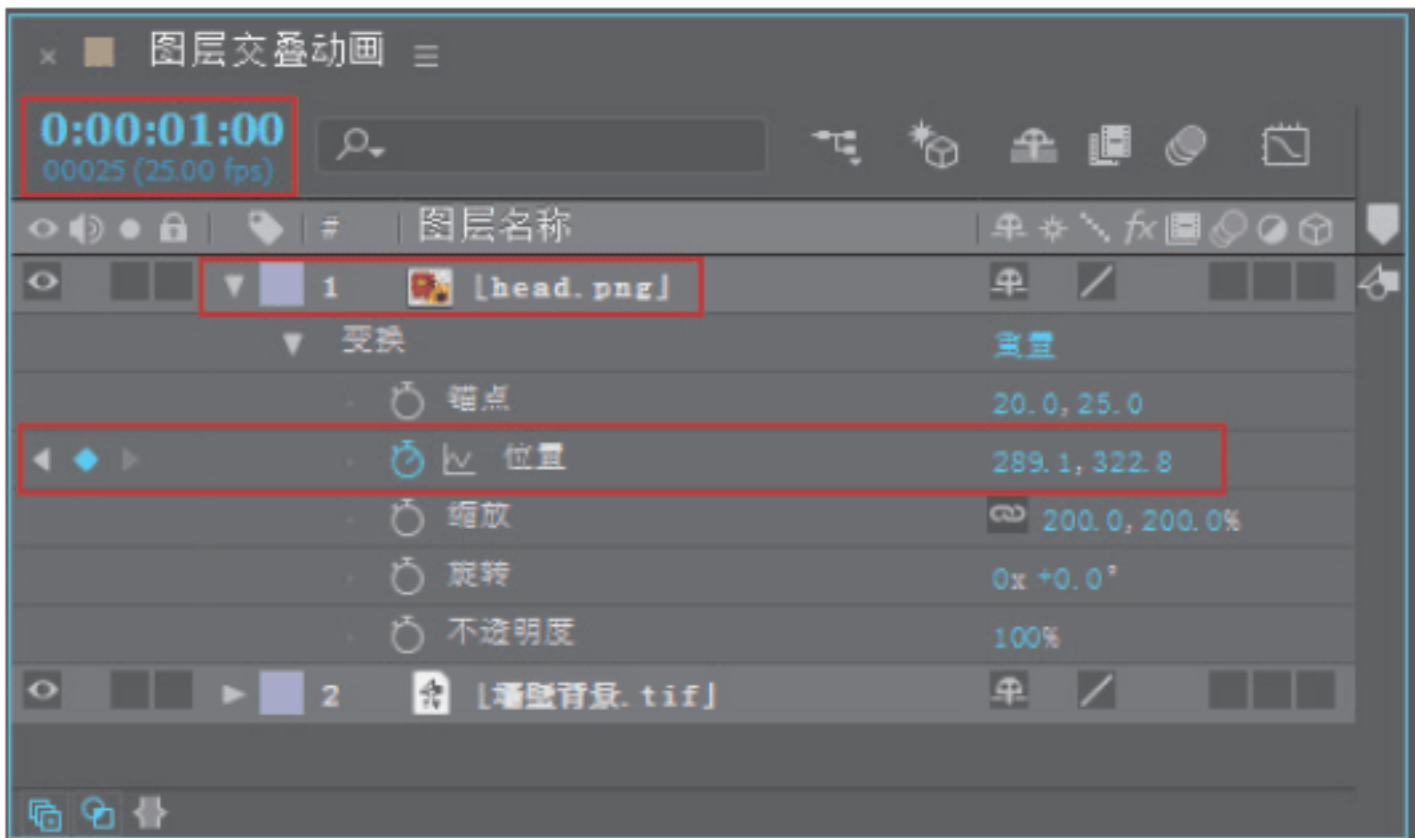 图层交叠动画
0:00:01:00
00025 (25.00 fps)
# 图层名称 fx
1 [head.png]
变换 重置
锚点 20.0, 25.0
位置 289.1, 322.8
缩放 200.0, 200.0%
旋转 0x +0.0°
不透明度 100%
2 [墙壁背景.tif]